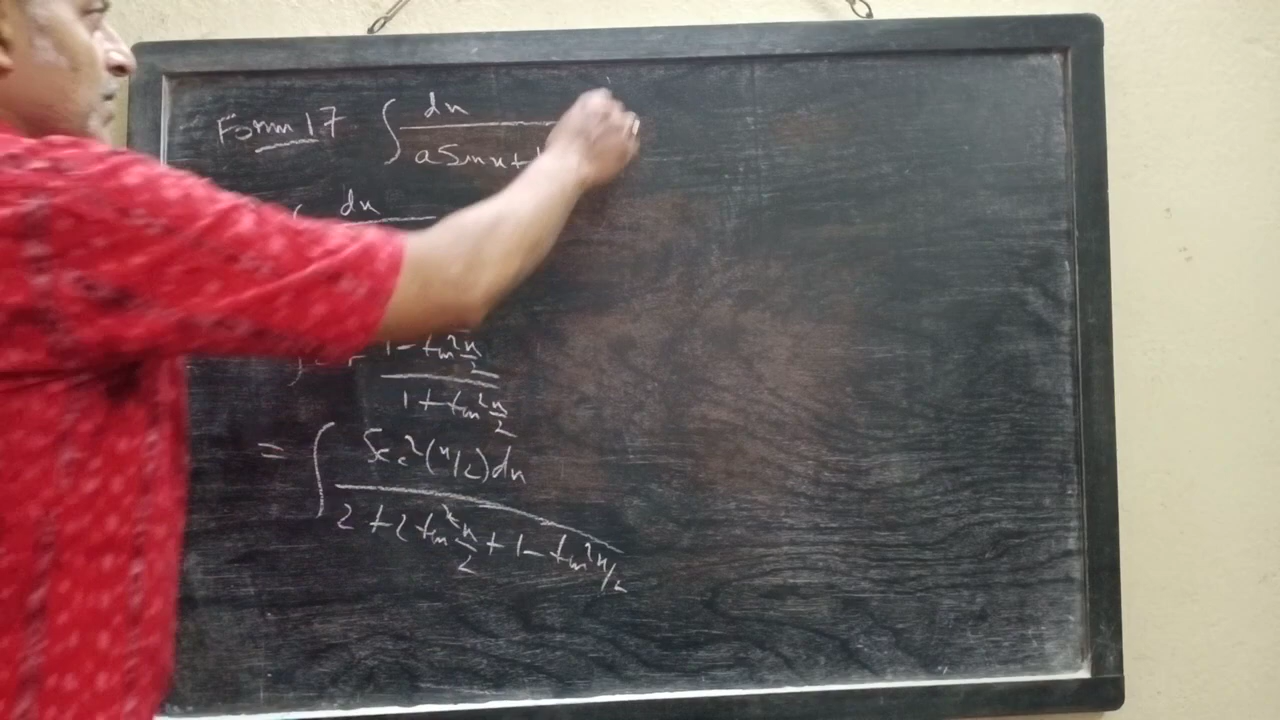 Form 17 ∫ dx
a Sin x +
∫ dx
1 - tan² x/2
1 + tan² x/2
= ∫ Sec² (x/2) dx
2 + 2 tan² x/2 + 1 - tan² x/2